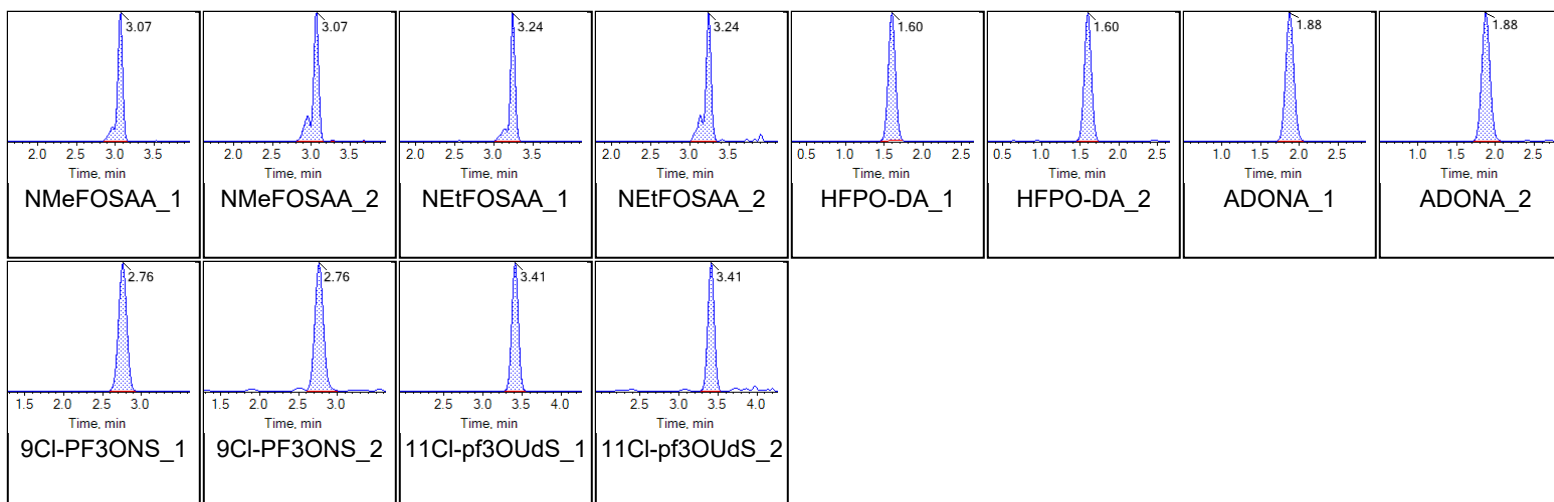 3.07
3.07
3.24
3.24
1.60
1.60
1.88
1.88
2.0 2.5 3.0 3.5
2.0 2.5 3.0 3.5
2.0 2.5 3.0 3.5
2.0 2.5 3.0 3.5
0.5 1.0 1.5 2.0 2.5
0.5 1.0 1.5 2.0 2.5
1.0 1.5 2.0 2.5
1.0 1.5 2.0 2.5
Time, min
Time, min
Time, min
Time, min
Time, min
Time, min
Time, min
Time, min
NMeFOSAA_1
NMeFOSAA_2
NEtFOSAA_1
NEtFOSAA_2
HFPO-DA_1
HFPO-DA_2
ADONA_1
ADONA_2
2.76
2.76
3.41
3.41
1.5 2.0 2.5 3.0
1.5 2.0 2.5 3.0
2.5 3.0 3.5 4.0
2.5 3.0 3.5 4.0
Time, min
Time, min
Time, min
Time, min
9Cl-PF3ONS_1
9Cl-PF3ONS_2
11Cl-pf3OUdS_1
11Cl-pf3OUdS_2